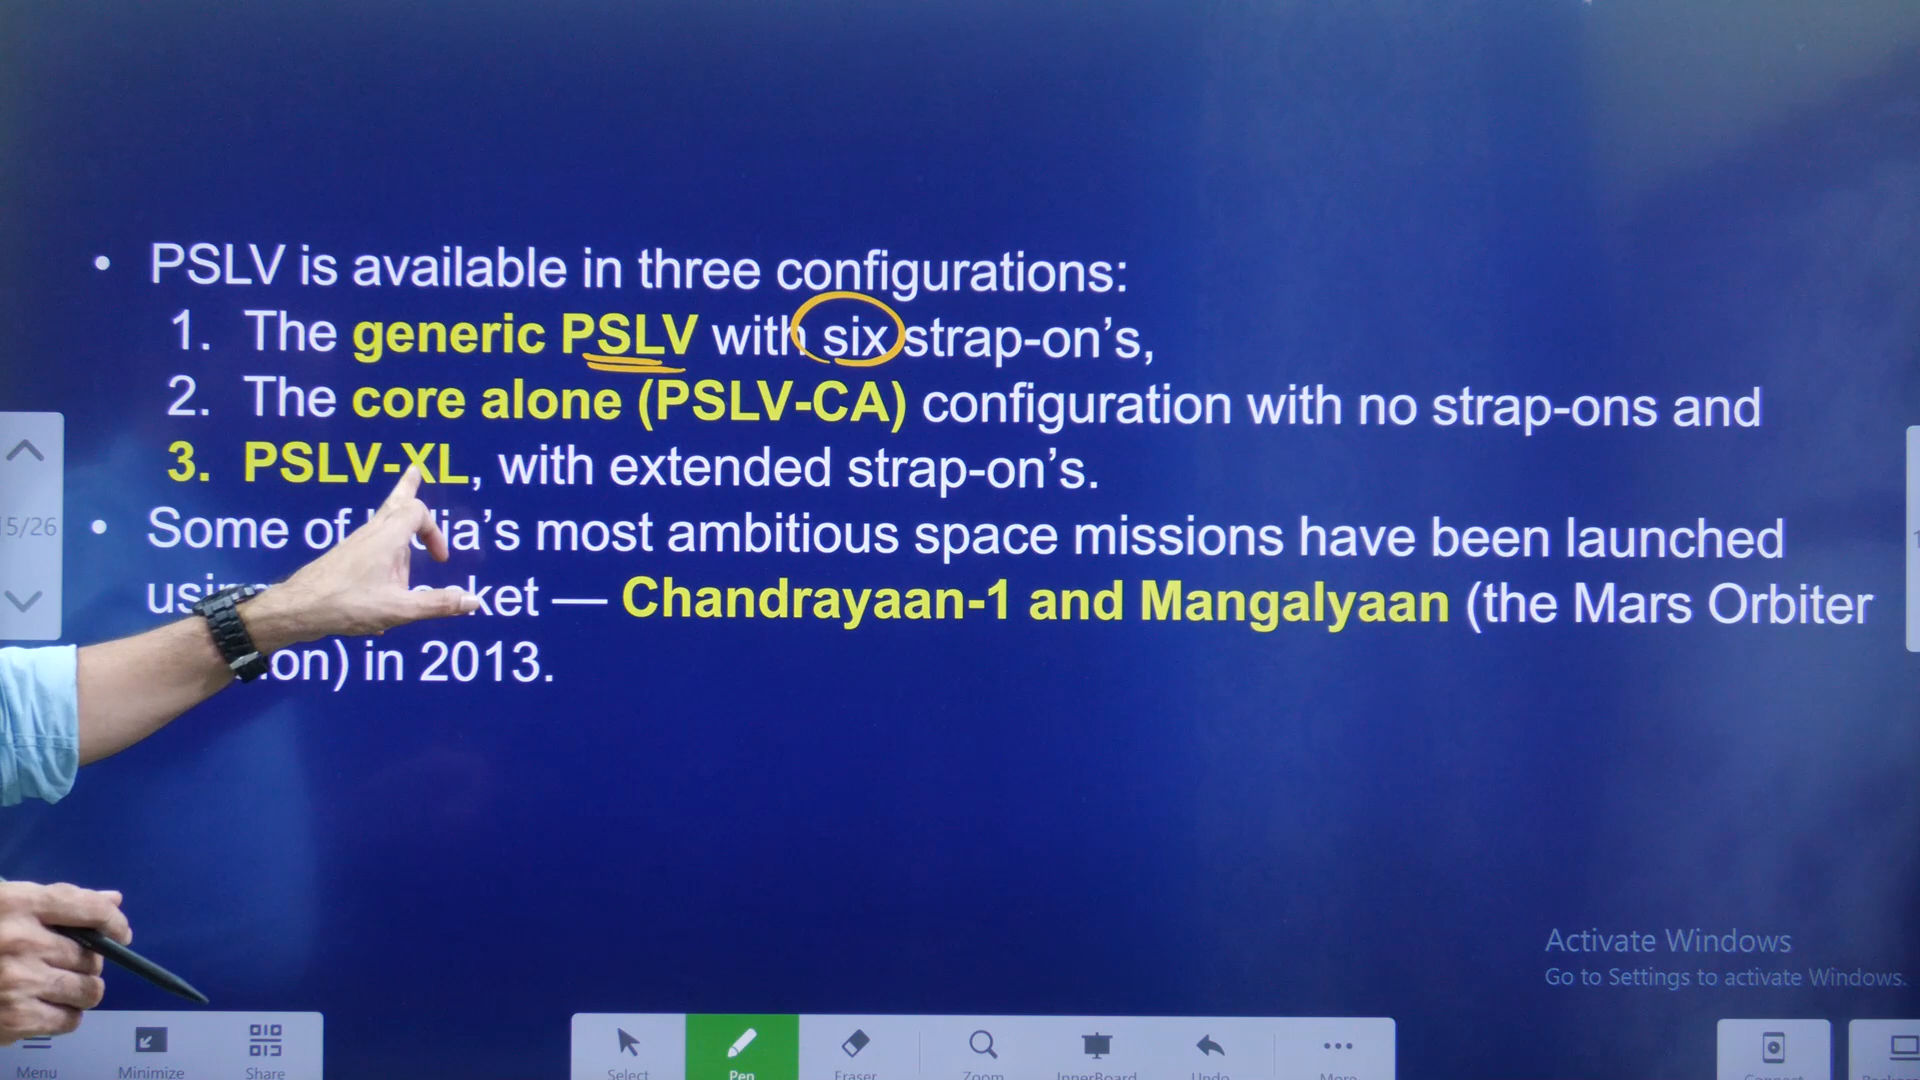 • PSLV is available in three configurations:
1. The generic PSLV with six strap-on's,
2. The core alone (PSLV-CA) configuration with no strap-ons and
3. PSLV-XL, with extended strap-on's.
• Some of India's most ambitious space missions have been launched
— Chandrayaan-1 and Mangalyaan (the Mars Orbiter
in 2013.
5/26
Activate Windows
Go to Settings to activate Windows.
Menu Minimize Share Select Pen Eraser Zoom InnerBoard Undo More